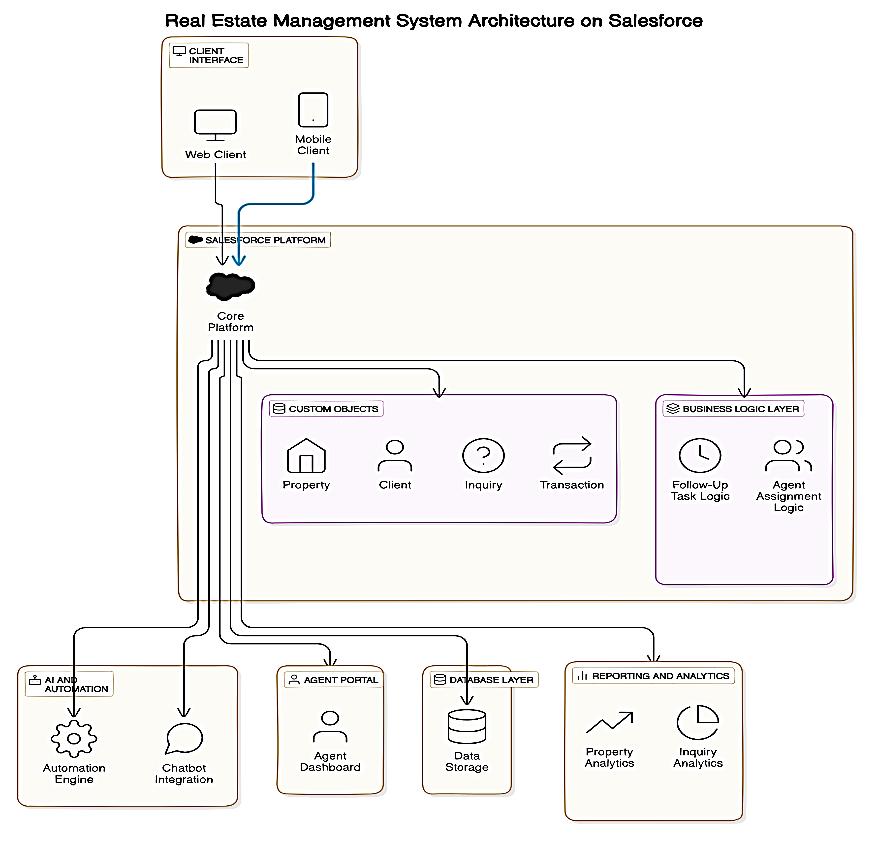 Real Estate Management System Architecture on Salesforce
CLIENT
INTERFACE
Web Client
Mobile
Client
SALESFORCE PLATFORM
Core
Platform
CUSTOM OBJECTS
Property
Client
Inquiry
Transaction
BUSINESS LOGIC LAYER
Follow-Up
Task Logic
Agent
Assignment
Logic
AI AND
AUTOMATION
Automation
Engine
Chatbot
Integration
AGENT PORTAL
Agent
Dashboard
DATABASE LAYER
Data
Storage
REPORTING AND ANALYTICS
Property
Analytics
Inquiry
Analytics